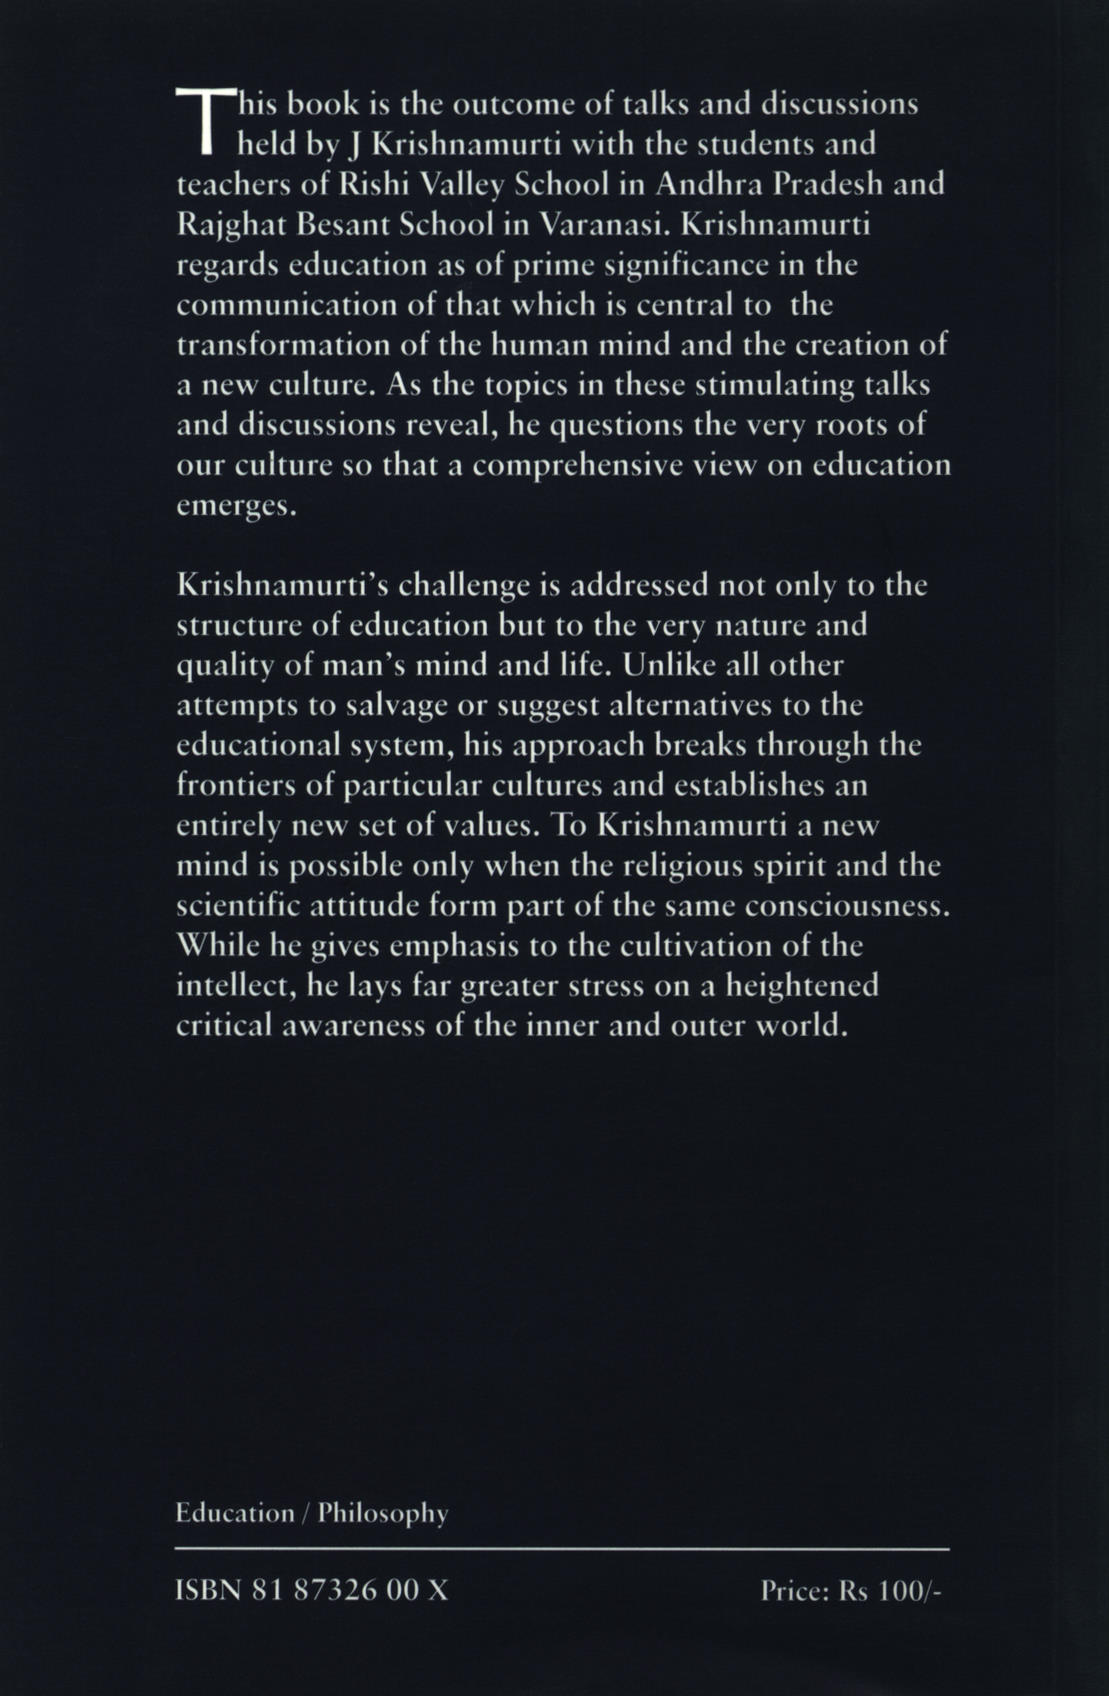 This book is the outcome of talks and discussions
held by J Krishnamurti with the students and
teachers of Rishi Valley School in Andhra Pradesh and
Rajghat Besant School in Varanasi. Krishnamurti
regards education as of prime significance in the
communication of that which is central to  the
transformation of the human mind and the creation of
a new culture. As the topics in these stimulating talks
and discussions reveal, he questions the very roots of
our culture so that a comprehensive view on education
emerges.
Krishnamurti’s challenge is addressed not only to the
structure of education but to the very nature and
quality of man’s mind and life. Unlike all other
attempts to salvage or suggest alternatives to the
educational system, his approach breaks through the
frontiers of particular cultures and establishes an
entirely new set of values. To Krishnamurti a new
mind is possible only when the religious spirit and the
scientific attitude form part of the same consciousness.
While he gives emphasis to the cultivation of the
intellect, he lays far greater stress on a heightened
critical awareness of the inner and outer world.
Education / Philosophy
ISBN 81 87326 00 X
Price: Rs 100/-